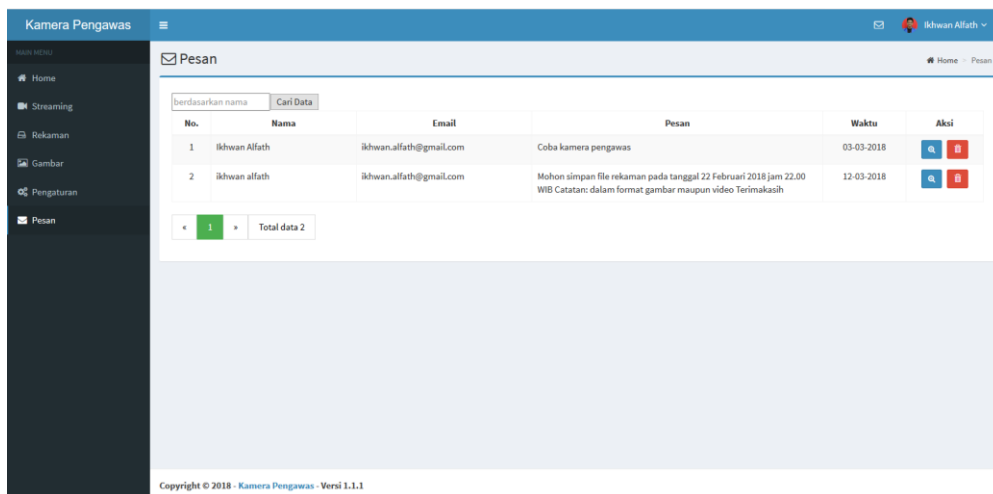 Kamera Pengawas
Ikhwan Alfath
MAIN MENU
Home
Streaming
Rekaman
Gambar
Pengaturan
Pesan
Pesan
Home
Pesan
berdasarkan nama
Cari Data
No. Nama Email Pesan Waktu Aksi
1 Ikhwan Alfath ikhwan.alfath@gmail.com Coba kamera pengawas 03-03-2018
2 ikhwan alfath ikhwan.alfath@gmail.com Mohon simpan file rekaman pada tanggal 22 Februari 2018 jam 22.00
WIB Catatan: dalam format gambar maupun video Terimakasih 12-03-2018
« 1 » Total data 2
Copyright © 2018 - Kamera Pengawas - Versi 1.1.1